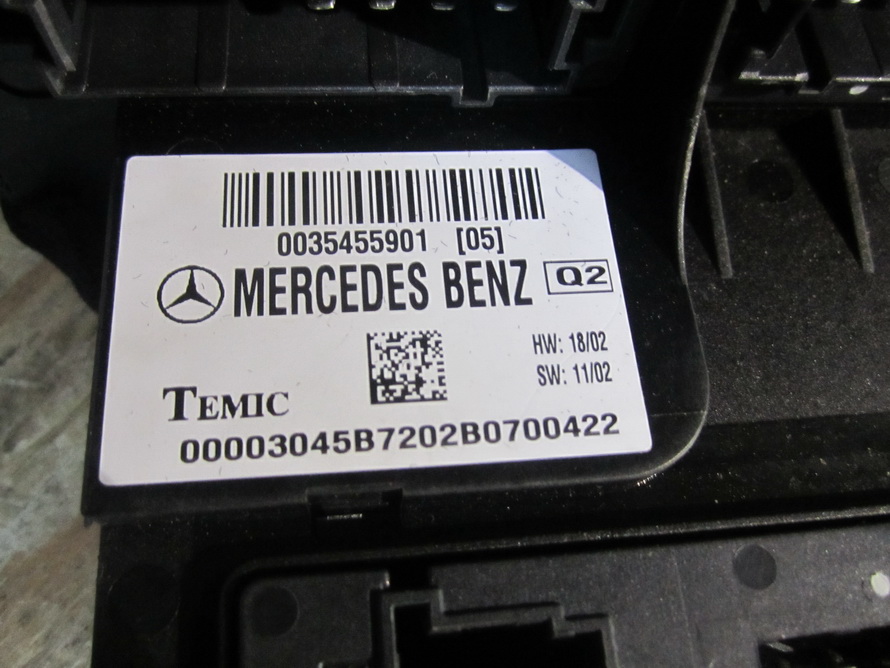 0035455901 [05]
MERCEDES BENZ Q2
HW: 18/02
SW: 11/02
TEMIC
00003045B7202B0700422